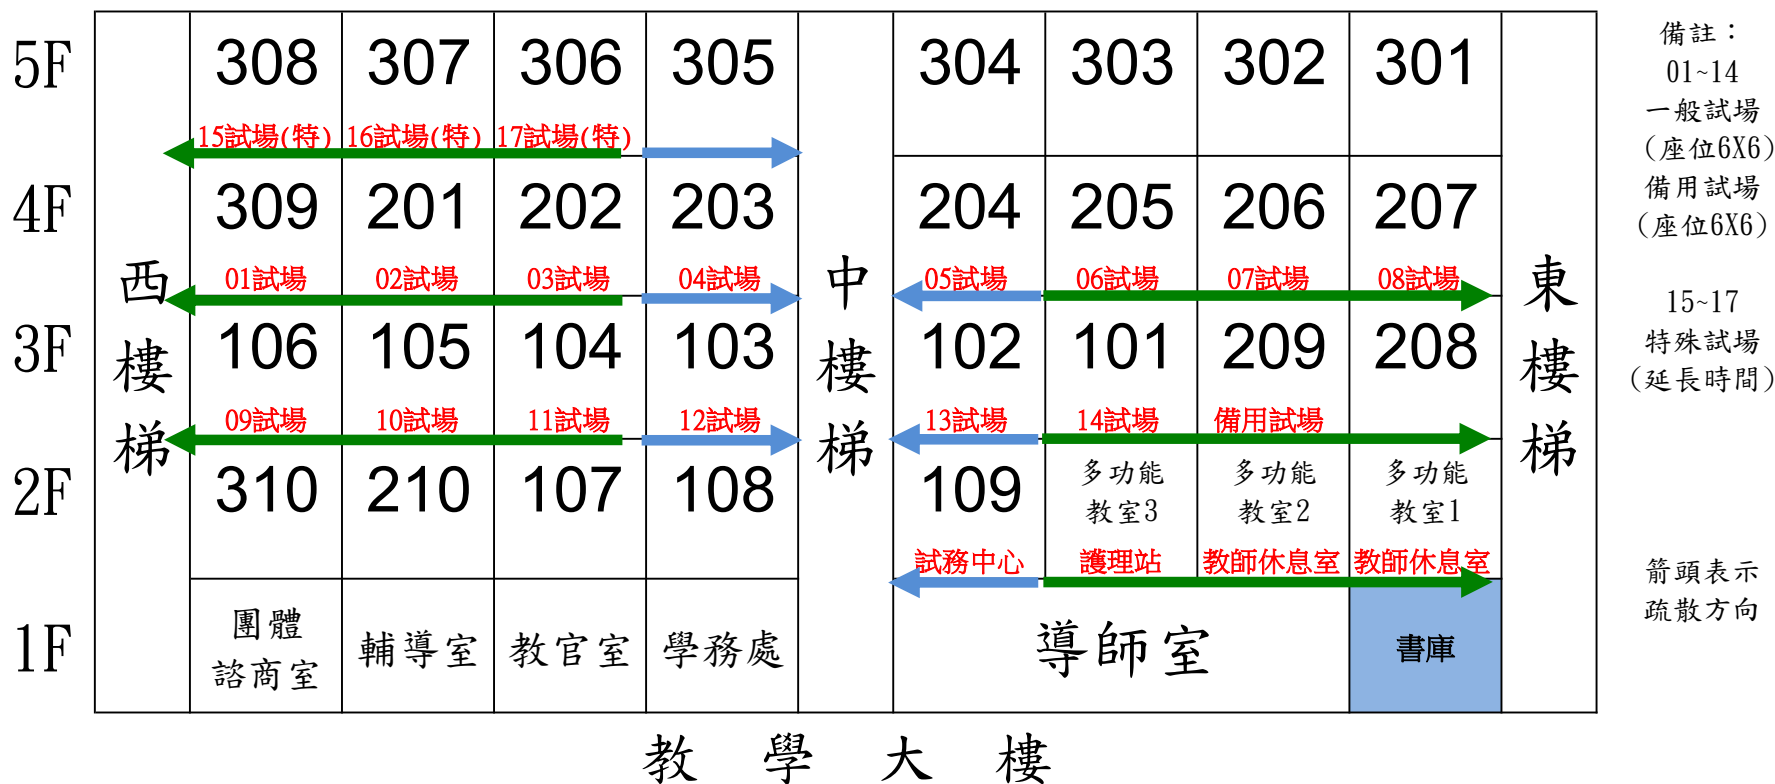 5F 308 307 306 305 304 303 302 301
15試場(特) 16試場(特) 17試場(特)
4F 309 201 202 203 204 205 206 207
01試場 02試場 03試場 04試場 05試場 06試場 07試場 08試場
3F 106 105 104 103 102 101 209 208
09試場 10試場 11試場 12試場 13試場 14試場 備用試場
2F 310 210 107 108 109
多功能
教室3
多功能
教室2
多功能
教室1
試務中心 護理站 教師休息室 教師休息室
1F
團體
諮商室
輔導室 教官室 學務處 導師室 書庫
西樓梯
中樓梯
東樓梯
教學大樓
備註：
01~14
一般試場
(座位6X6)
備用試場
(座位6X6)
15~17
特殊試場
(延長時間)
箭頭表示
疏散方向